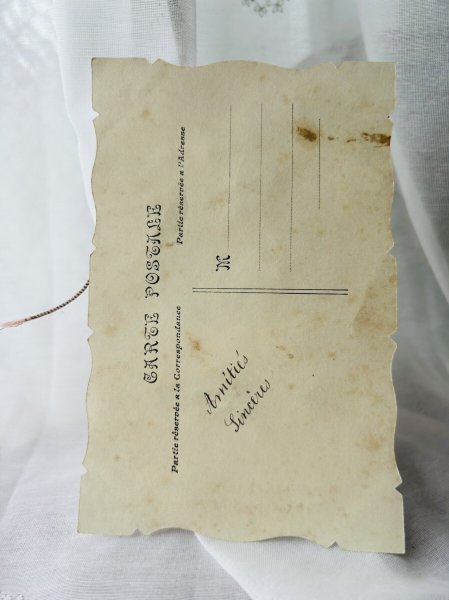 CARTE POSTALE
Partie réservée a la Correspondance
Partie réservée a l'Adresse
M
Amitiés
Sincères